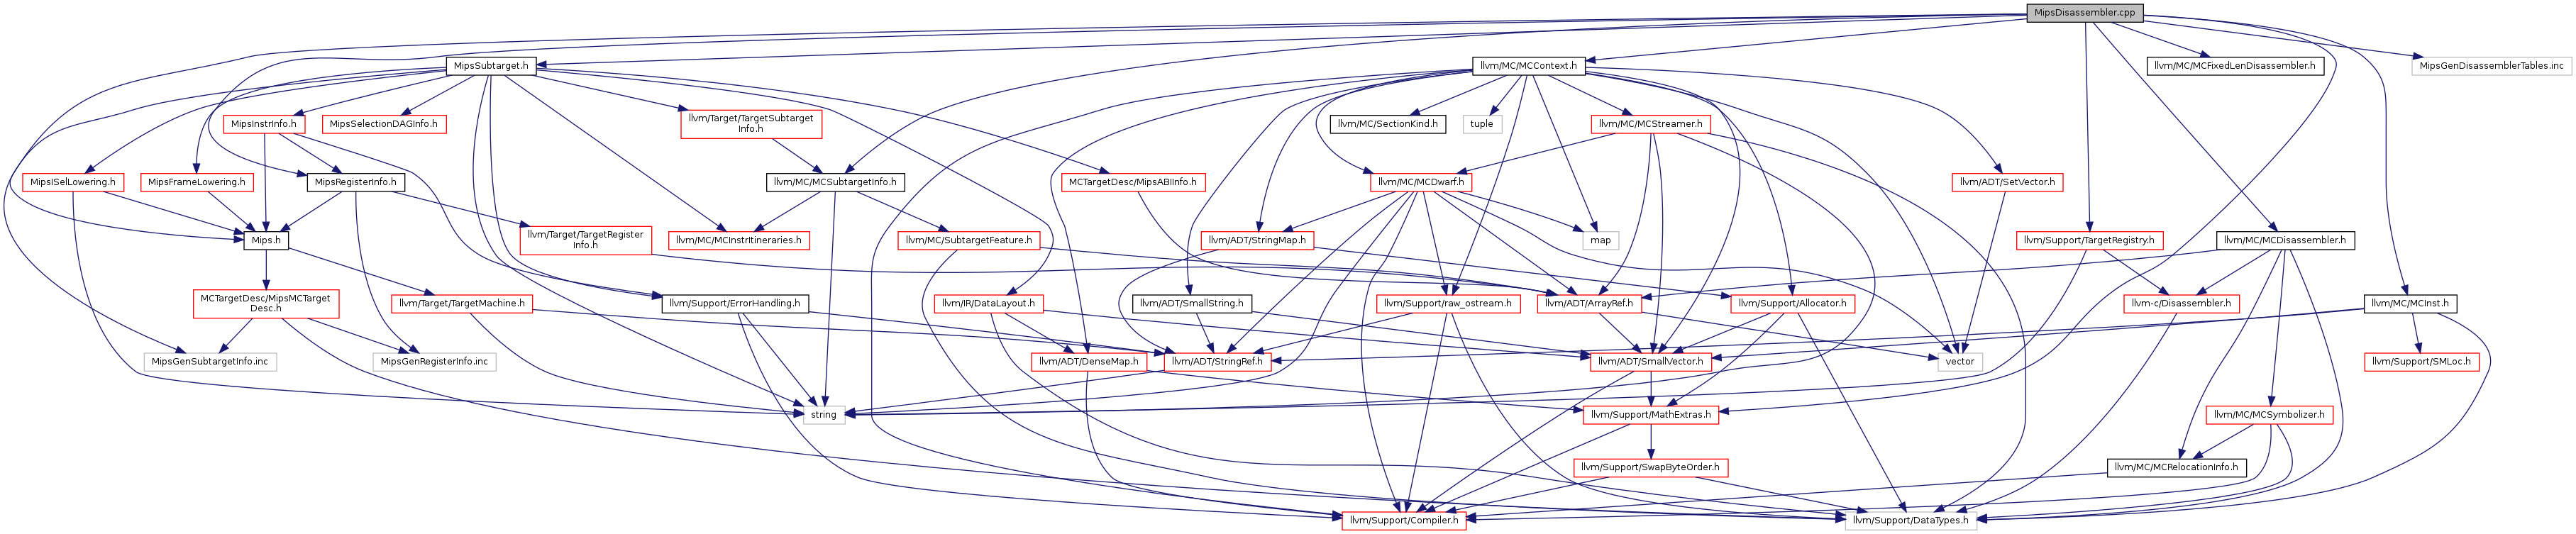 MipsDisassembler.cpp
MipsSubtarget.h
llvm/MC/MCContext.h
llvm/MC/MCFixedLenDisassembler.h
MipsGenDisassemblerTables.inc
MipsInstrInfo.h
MipsSelectionDAGInfo.h
llvm/Target/TargetSubtarget
Info.h
llvm/MC/SectionKind.h
tuple
llvm/MC/MCStreamer.h
MipsISelLowering.h
MipsFrameLowering.h
MipsRegisterInfo.h
llvm/MC/MCSubtargetInfo.h
MCTargetDesc/MipsABIInfo.h
llvm/MC/MCDwarf.h
llvm/ADT/SetVector.h
Mips.h
llvm/Target/TargetRegister
Info.h
llvm/MC/MCInstrItineraries.h
llvm/MC/SubtargetFeature.h
llvm/ADT/StringMap.h
map
llvm/Support/TargetRegistry.h
llvm/MC/MCDisassembler.h
MCTargetDesc/MipsMCTarget
Desc.h
llvm/Target/TargetMachine.h
llvm/Support/ErrorHandling.h
llvm/IR/DataLayout.h
llvm/ADT/SmallString.h
llvm/Support/raw_ostream.h
llvm/ADT/ArrayRef.h
llvm/Support/Allocator.h
llvm-c/Disassembler.h
llvm/MC/MCInst.h
MipsGenSubtargetInfo.inc
MipsGenRegisterInfo.inc
llvm/ADT/DenseMap.h
llvm/ADT/StringRef.h
llvm/ADT/SmallVector.h
vector
llvm/Support/SMLoc.h
string
llvm/Support/MathExtras.h
llvm/MC/MCSymbolizer.h
llvm/Support/SwapByteOrder.h
llvm/MC/MCRelocationInfo.h
llvm/Support/Compiler.h
llvm/Support/DataTypes.h